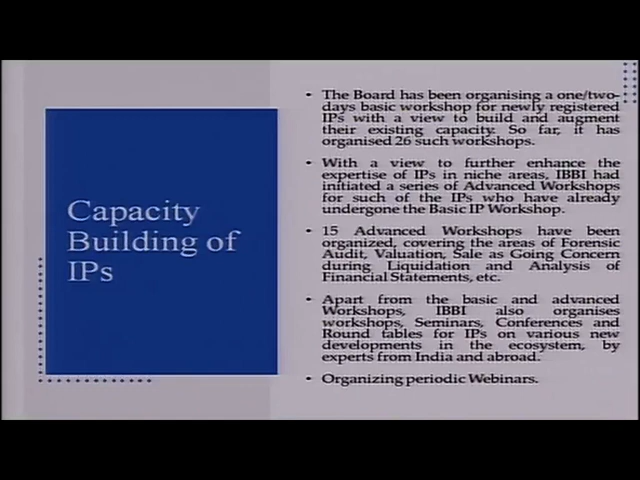 Capacity
Building of
IPs
• The Board has been organising a one/two-
days basic workshop for newly registered
IPs with a view to build and augment
their existing capacity. So far, it has
organised 26 such workshops.
• With a view to further enhance the
expertise of IPs in niche areas, IBBI had
initiated a series of Advanced Workshops
for such of the IPs who have already
undergone the Basic IP Workshop.
• 15 Advanced Workshops have been
organized, covering the areas of Forensic
Audit, Valuation, Sale as Going Concern
during Liquidation and Analysis of
Financial Statements, etc.
• Apart from the basic and advanced
Workshops, IBBI also organises
workshops, Seminars, Conferences and
Round tables for IPs on various new
developments in the ecosystem, by
experts from India and abroad.
• Organizing periodic Webinars.